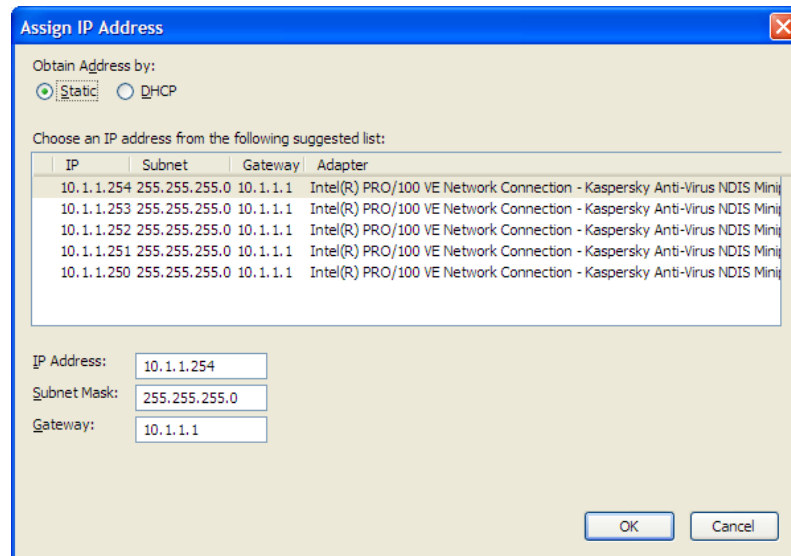 Assign IP Address
Obtain Address by:
Static DHCP
Choose an IP address from the following suggested list:
IP Subnet Gateway Adapter
10.1.1.254 255.255.255.0 10.1.1.1 Intel(R) PRO/100 VE Network Connection - Kaspersky Anti-Virus NDIS Minip
10.1.1.253 255.255.255.0 10.1.1.1 Intel(R) PRO/100 VE Network Connection - Kaspersky Anti-Virus NDIS Minip
10.1.1.252 255.255.255.0 10.1.1.1 Intel(R) PRO/100 VE Network Connection - Kaspersky Anti-Virus NDIS Minip
10.1.1.251 255.255.255.0 10.1.1.1 Intel(R) PRO/100 VE Network Connection - Kaspersky Anti-Virus NDIS Minip
10.1.1.250 255.255.255.0 10.1.1.1 Intel(R) PRO/100 VE Network Connection - Kaspersky Anti-Virus NDIS Minip
IP Address: 10.1.1.254
Subnet Mask: 255.255.255.0
Gateway: 10.1.1.1
OK Cancel